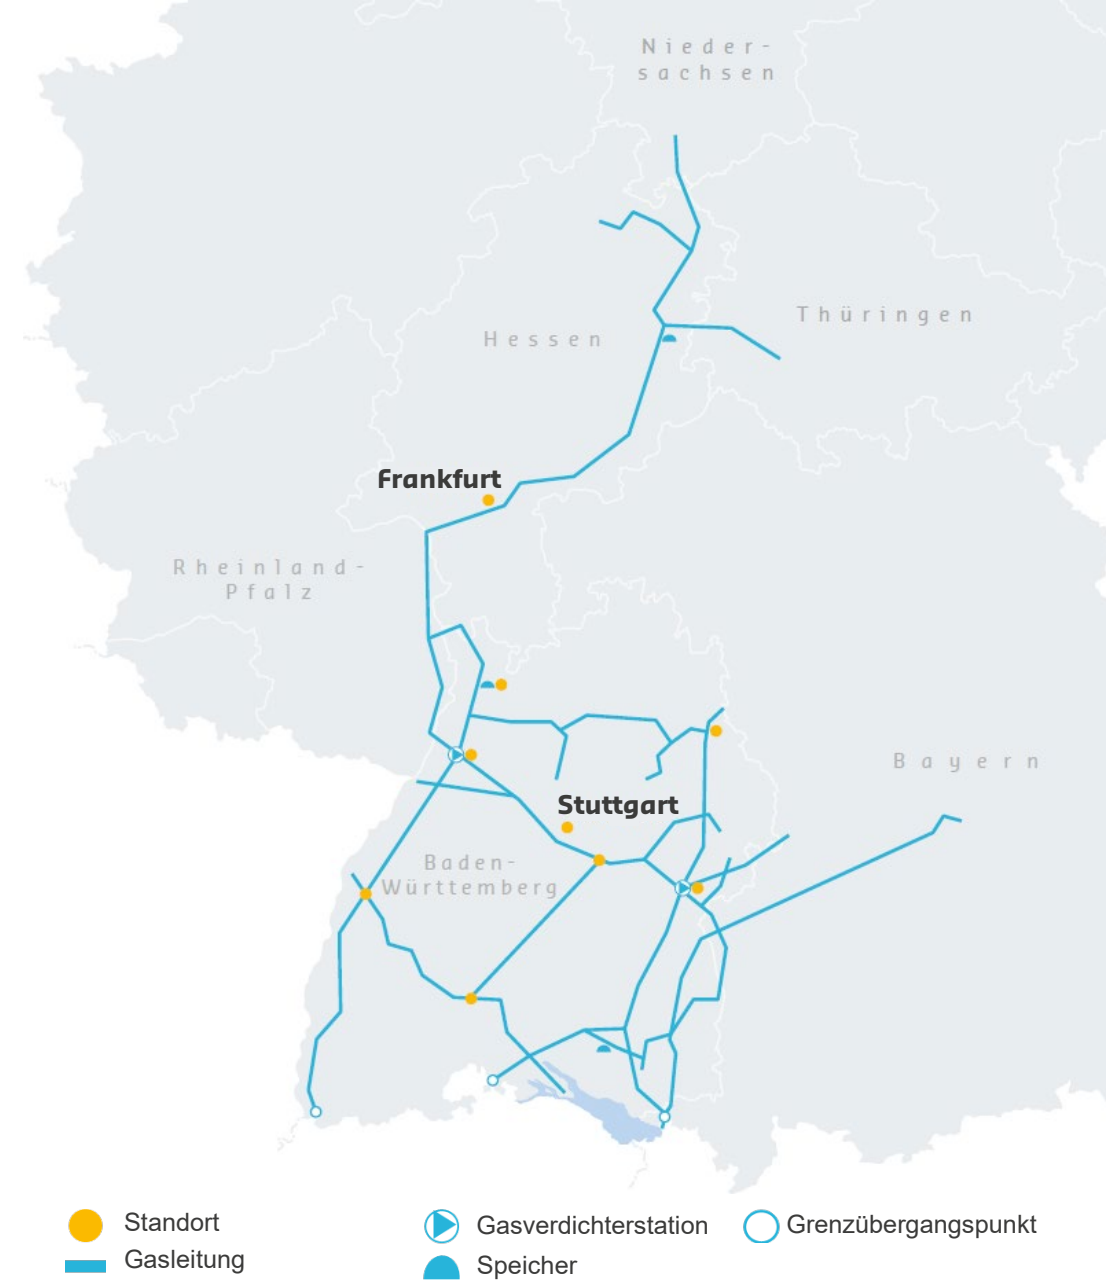 Nieder-
sachsen
Thüringen
Hessen
Frankfurt
Rheinland-
Pfalz
Bayern
Stuttgart
Baden-
Württemberg
Standort
Gasverdichterstation
Grenzübergangspunkt
Gasleitung
Speicher